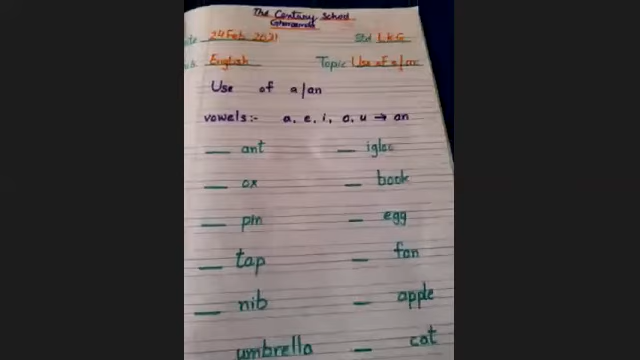 The Century School
Coimbatore
Date 24 Feb 2021 Std L.K.G
Sub English Topic Use of a/an
Use of a/an
vowels:- a, e, i, o, u → an
__ ant __ igloo
__ ox __ book
__ pin __ egg
__ tap __ fan
__ nib __ apple
umbrella __ cat